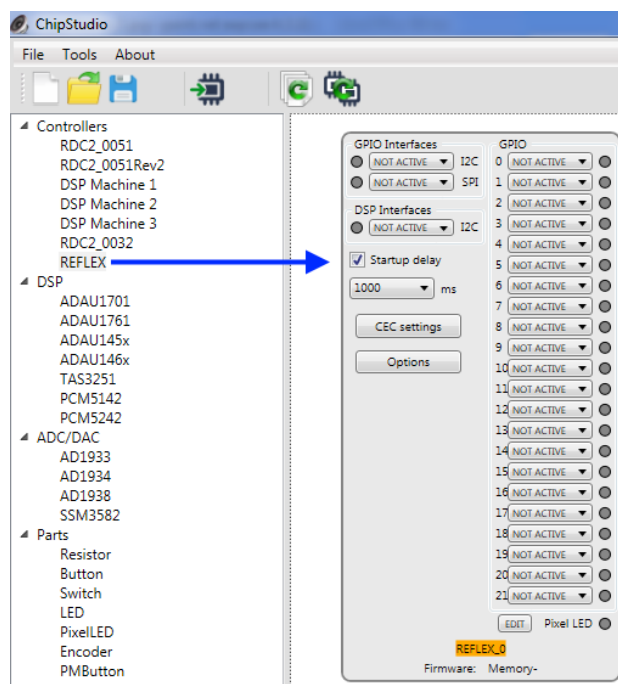 ChipStudio
File Tools About
Controllers
RDC2_0051
RDC2_0051Rev2
DSP Machine 1
DSP Machine 2
DSP Machine 3
RDC2_0032
REFLEX
DSP
ADAU1701
ADAU1761
ADAU145x
ADAU146x
TAS3251
PCM5142
PCM5242
ADC/DAC
AD1933
AD1934
AD1938
SSM3582
Parts
Resistor
Button
Switch
LED
PixelLED
Encoder
PMButton
GPIO Interfaces
NOT ACTIVE I2C
NOT ACTIVE SPI
DSP Interfaces
NOT ACTIVE I2C
Startup delay
1000 ms
CEC settings
Options
GPIO
0 NOT ACTIVE
1 NOT ACTIVE
2 NOT ACTIVE
3 NOT ACTIVE
4 NOT ACTIVE
5 NOT ACTIVE
6 NOT ACTIVE
7 NOT ACTIVE
8 NOT ACTIVE
9 NOT ACTIVE
10 NOT ACTIVE
11 NOT ACTIVE
12 NOT ACTIVE
13 NOT ACTIVE
14 NOT ACTIVE
15 NOT ACTIVE
16 NOT ACTIVE
17 NOT ACTIVE
18 NOT ACTIVE
19 NOT ACTIVE
20 NOT ACTIVE
21 NOT ACTIVE
EDIT Pixel LED
REFLEX_0
Firmware: Memory-